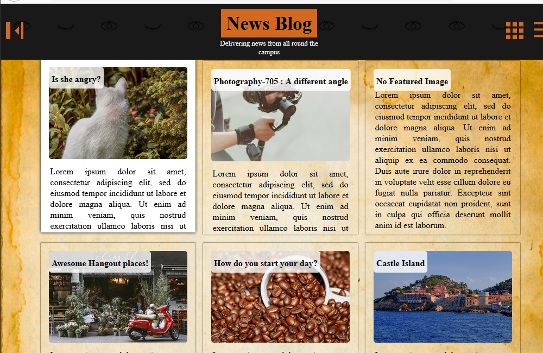 News Blog
Delivering news from all round the
campus
Is she angry?
Lorem ipsum dolor sit amet,
consectetur adipiscing elit, sed do
eiusmod tempor incididunt ut labore et
dolore magna aliqua. Ut enim ad
minim veniam, quis nostrud
exercitation ullamco laboris nisi ut
Photography-705 : A different angle
Lorem ipsum dolor sit amet,
consectetur adipiscing elit, sed do
eiusmod tempor incididunt ut labore et
dolore magna aliqua. Ut enim ad
minim veniam, quis nostrud
exercitation ullamco laboris nisi ut
No Featured Image
Lorem ipsum dolor sit amet,
consectetur adipiscing elit, sed do
eiusmod tempor incididunt ut labore et
dolore magna aliqua. Ut enim ad
minim veniam, quis nostrud
exercitation ullamco laboris nisi ut
aliquip ex ea commodo consequat.
Duis aute irure dolor in reprehenderit
in voluptate velit esse cillum dolore eu
fugiat nulla pariatur. Excepteur sint
occaecat cupidatat non proident, sunt
in culpa qui officia deserunt mollit
anim id est laborum.
Awesome Hangout places!
How do you start your day?
Castle Island